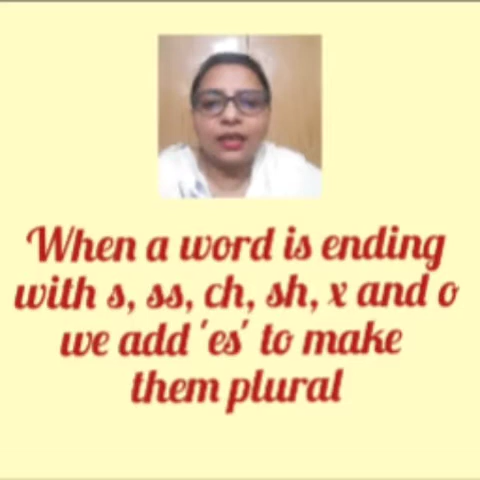 When a word is ending
with s, ss, ch, sh, x and o
we add 'es' to make
them plural